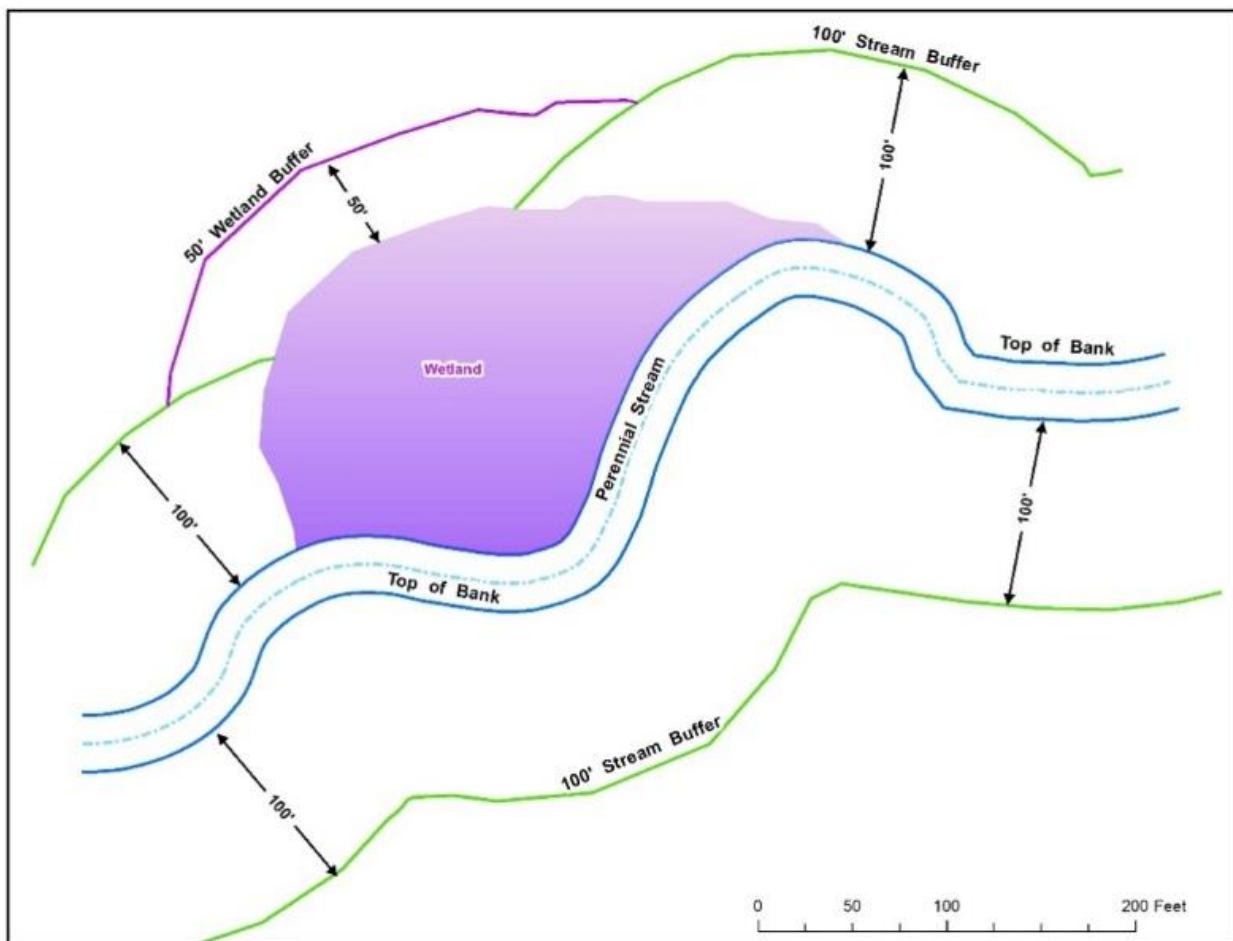 100' Stream Buffer
50' Wetland Buffer
50'
100'
Wetland
Top of Bank
Perennial Stream
100'
100'
Top of Bank
100' Stream Buffer
100'
0 50 100 200 Feet